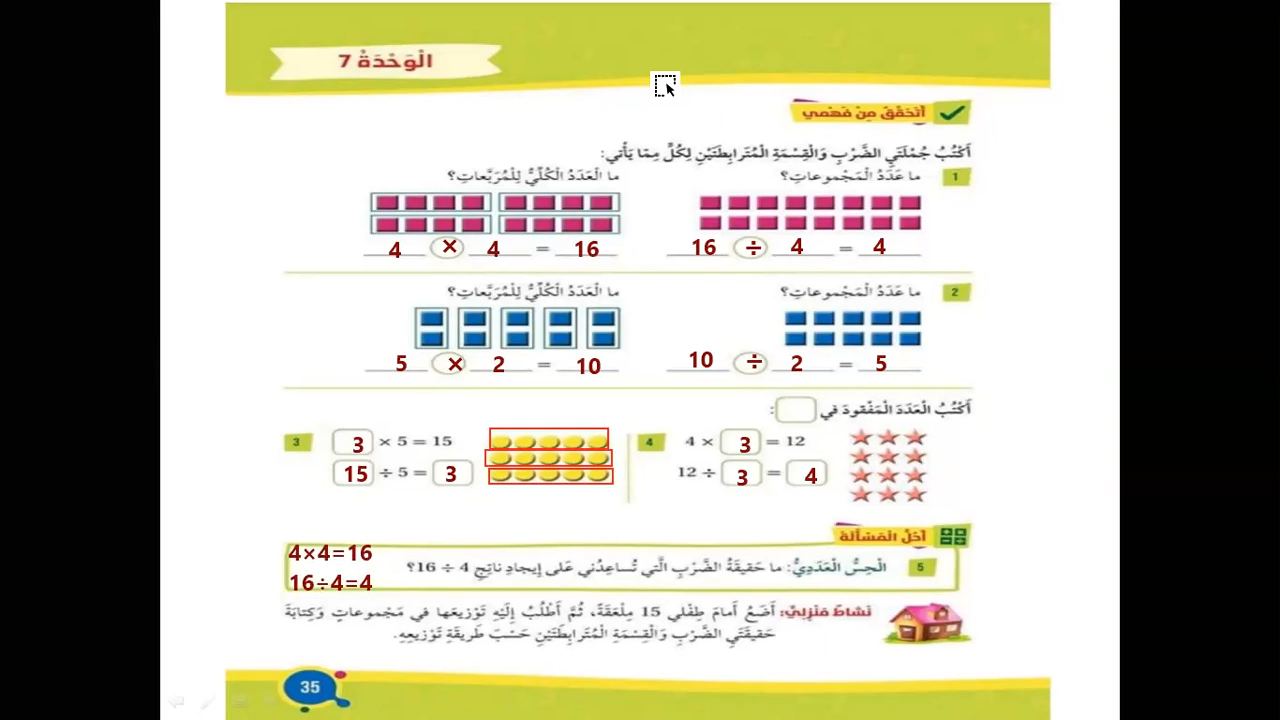 الْوَحْدَةُ 7
أَتَحَقَّقُ مِنْ فَهْمي
أَكْتُبُ جُمْلَتَيِ الضَّرْبِ وَالْقِسْمَةِ الْمُتَرابِطَتَيْنِ لِكُلٍّ مِمّا يَأْتي:
1 ما عَدَدُ الْمَجْموعاتِ؟ ما الْعَدَدُ الْكُلِّيُّ لِلْمُرَبَّعاتِ؟
16 ÷ 4 = 4
4 × 4 = 16
2 ما عَدَدُ الْمَجْموعاتِ؟ ما الْعَدَدُ الْكُلِّيُّ لِلْمُرَبَّعاتِ؟
10 ÷ 2 = 5
5 × 2 = 10
أَكْتُبُ الْعَدَدَ الْمَفْقودَ في :
3
3 × 5 = 15
15 ÷ 5 = 3
4
4 × 3 = 12
12 ÷ 3 = 4
أَحُلُّ الْمَسْأَلَةَ
5 الْحِسُّ الْعَدَدِيُّ: ما حَقيقَةُ الضَّرْبِ الَّتي تُساعِدُني عَلى إيجادِ ناتِجِ 4 ÷ 16؟
4×4=16
16÷4=4
نَشاطٌ مَنْزِلِيٌّ: أَضَعُ أَمامَ طِفْلي 15 مِلْعَقَةً، ثُمَّ أَطْلُبُ إِلَيْهِ تَوْزيعَها في مَجْموعاتٍ وَكِتابَةَ
حَقيقَتَيِ الضَّرْبِ وَالْقِسْمَةِ الْمُتَرابِطَتَيْنِ حَسْبَ طَريقَةِ تَوْزيعِهِ.
35